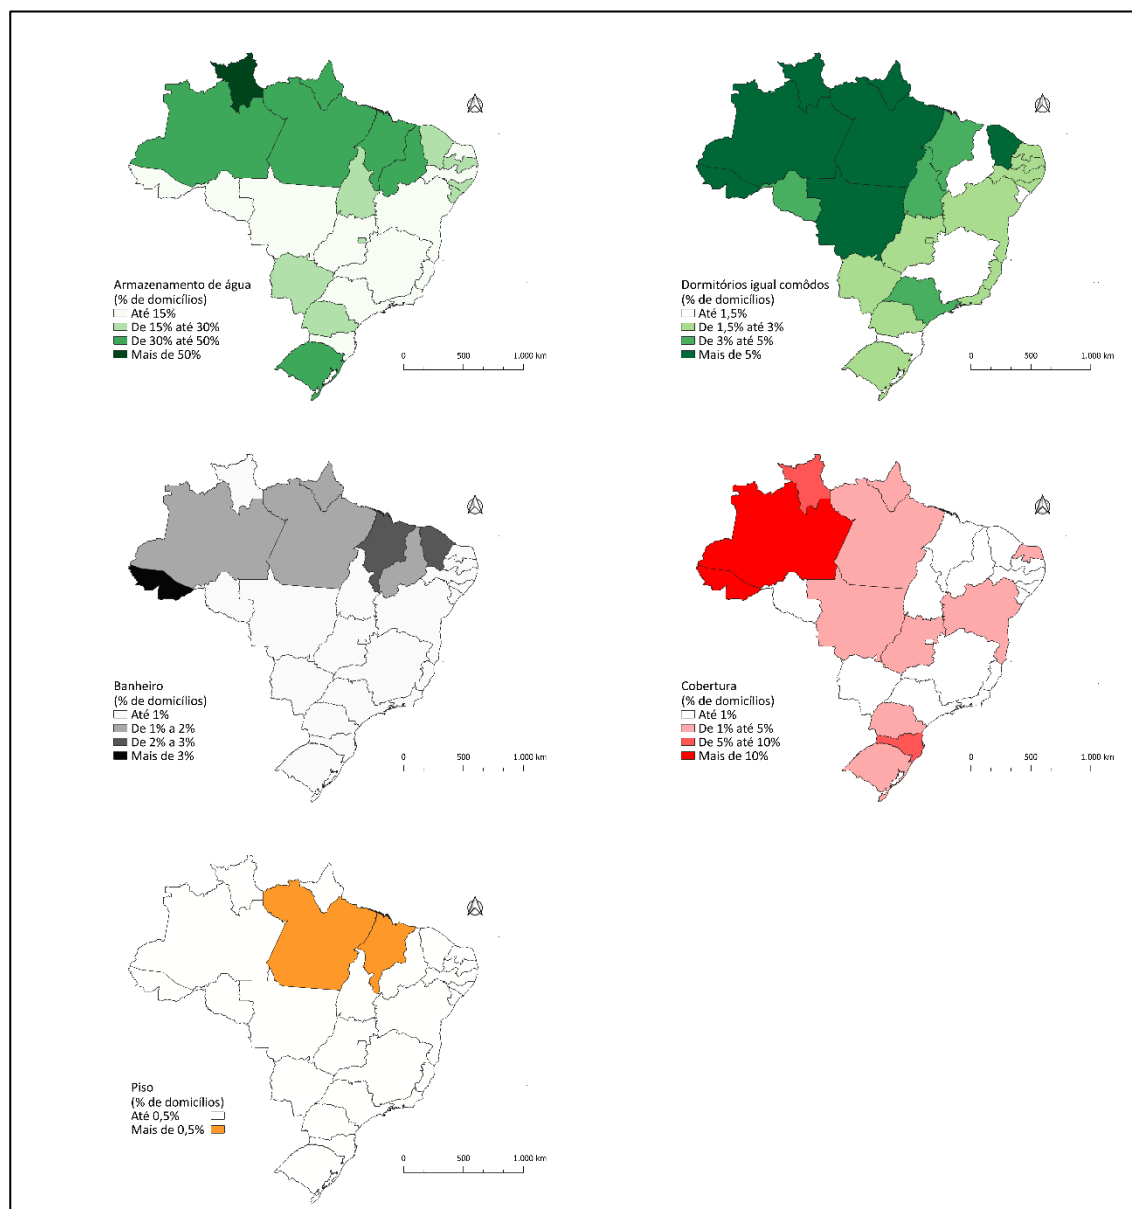 Armazenamento de água
(% de domicílios)
Até 15%
De 15% até 30%
De 30% até 50%
Mais de 50%
0 500 1.000 km
Dormitórios igual comôdos
(% de domicílios)
Até 1,5%
De 1,5% até 3%
De 3% até 5%
Mais de 5%
0 500 1.000 km
Banheiro
(% de domicílios)
Até 1%
De 1% a 2%
De 2% a 3%
Mais de 3%
0 500 1.000 km
Cobertura
(% de domicílios)
Até 1%
De 1% até 5%
De 5% até 10%
Mais de 10%
0 500 1.000 km
Piso
(% de domicílios)
Até 0,5%
Mais de 0,5%
0 500 1.000 km